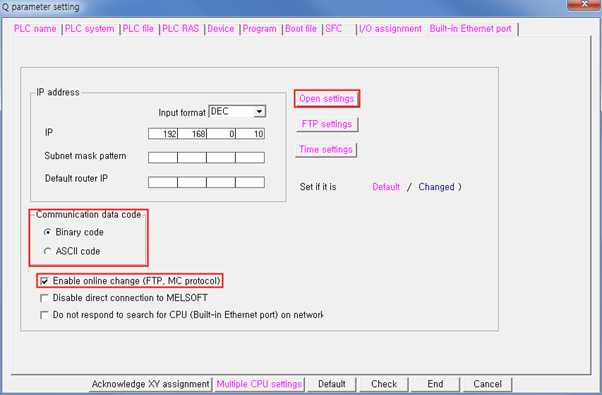 Q parameter setting
PLC name PLC system PLC file PLC RAS Device Program Boot file SFC I/O assignment Built-in Ethernet port
IP address
Input format DEC
Open settings
IP 192 168 0 10
FTP settings
Subnet mask pattern
Time settings
Default router IP
Set if it is Default / Changed )
Communication data code
Binary code
ASCII code
Enable online change (FTP, MC protocol)
Disable direct connection to MELSOFT
Do not respond to search for CPU (Built-in Ethernet port) on network
Acknowledge XY assignment Multiple CPU settings Default Check End Cancel